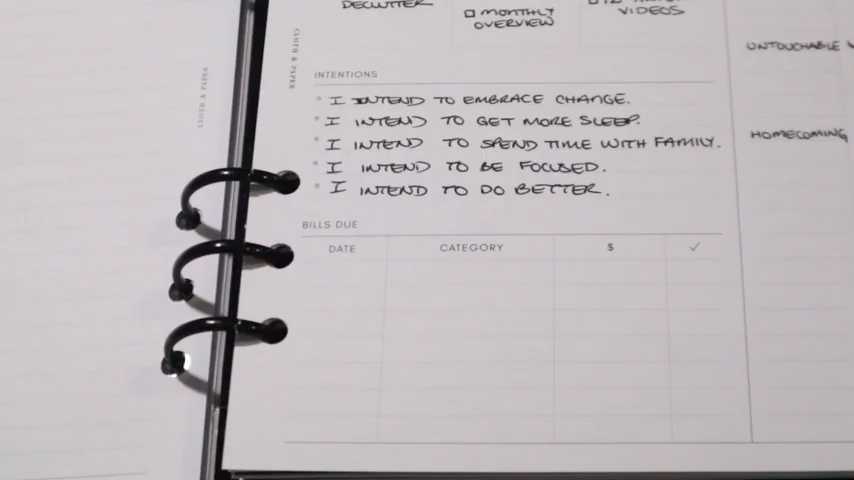 DECLUTTER
MONTHLY
OVERVIEW
VIDEOS
UNTOUCHABLE
CLOTH & PAPER
CLOTH & PAPER
INTENTIONS
I INTEND TO EMBRACE CHANGE.
I INTEND TO GET MORE SLEEP.
I INTEND TO SPEND TIME WITH FAMILY.
I INTEND TO BE FOCUSED.
I INTEND TO DO BETTER.
HOMECOMING
BILLS DUE
DATE CATEGORY $ ✓